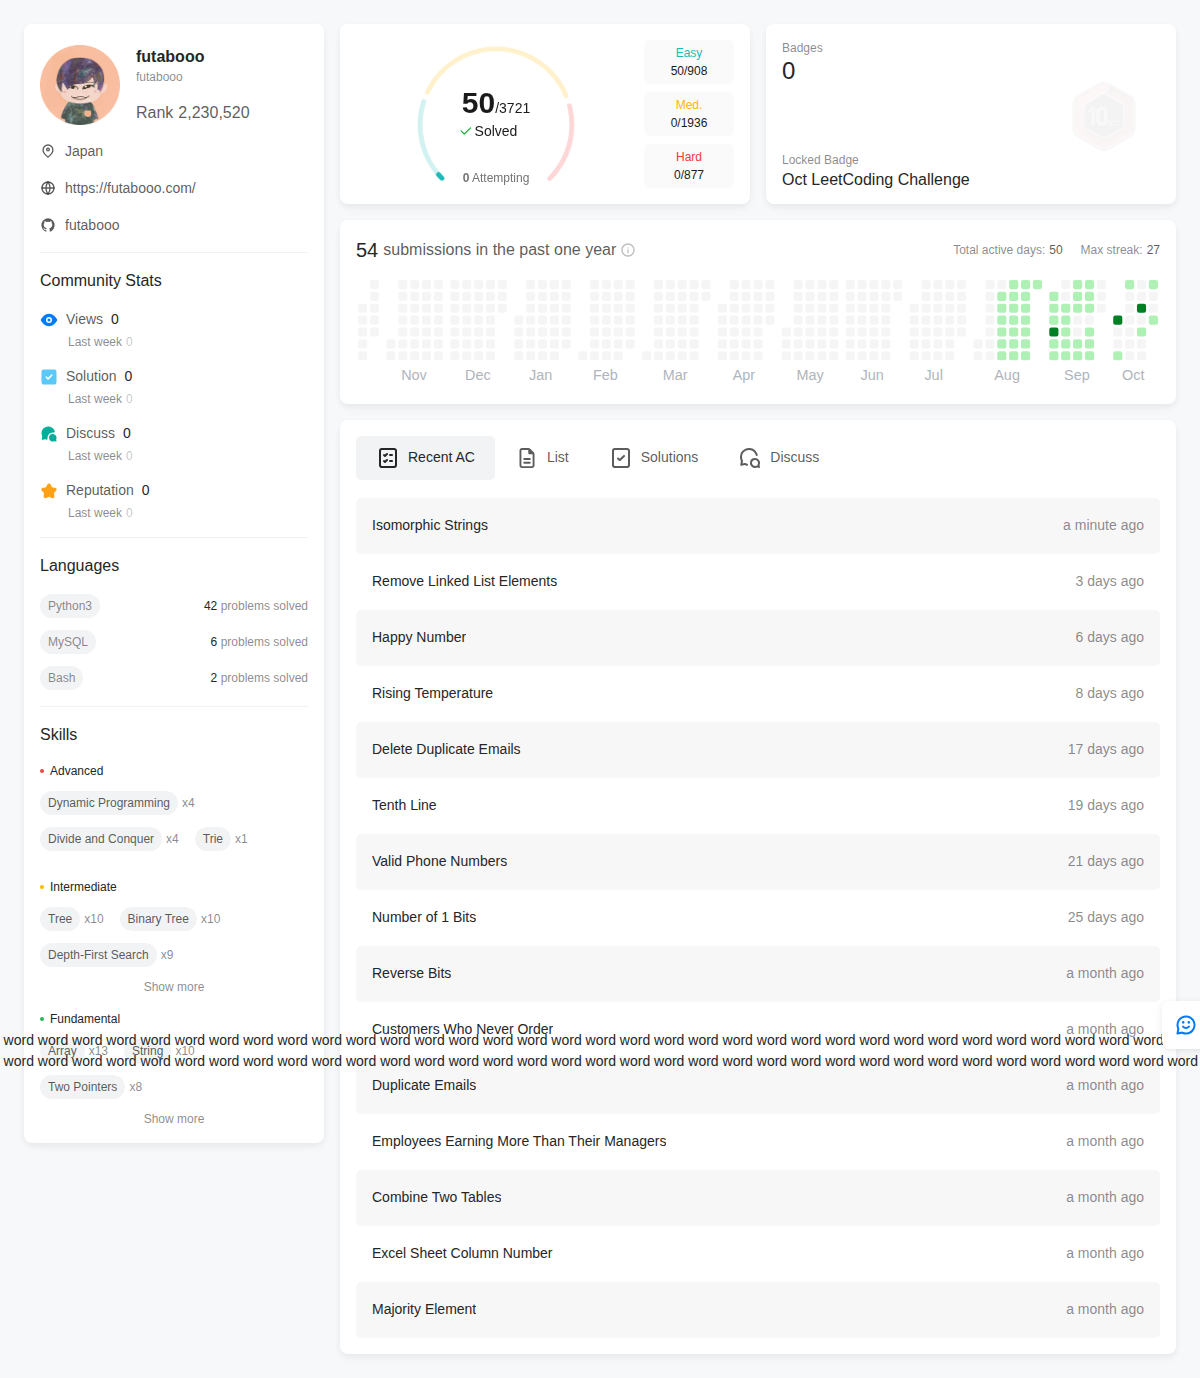 futabooo
futabooo
Rank 2,230,520
Japan
https://futabooo.com/
futabooo
Community Stats
Views 0
Last week 0
Solution 0
Last week 0
Discuss 0
Last week 0
Reputation 0
Last week 0
Languages
Python3 42 problems solved
MySQL 6 problems solved
Bash 2 problems solved
Skills
Advanced
Dynamic Programming x4
Divide and Conquer x4 Trie x1
Intermediate
Tree x10 Binary Tree x10
Depth-First Search x9
Show more
Fundamental
Array x13 String x10
Two Pointers x8
Show more
50/3721
Solved
0 Attempting
Easy
50/908
Med.
0/1936
Hard
0/877
Badges
0
Locked Badge
Oct LeetCoding Challenge
54 submissions in the past one year
Total active days: 50 Max streak: 27
Nov Dec Jan Feb Mar Apr May Jun Jul Aug Sep Oct
Recent AC List Solutions Discuss
Isomorphic Strings a minute ago
Remove Linked List Elements 3 days ago
Happy Number 6 days ago
Rising Temperature 8 days ago
Delete Duplicate Emails 17 days ago
Tenth Line 19 days ago
Valid Phone Numbers 21 days ago
Number of 1 Bits 25 days ago
Reverse Bits a month ago
Customers Who Never Order a month ago
word word word word word word word word word word word word word word word word word word word word word word word word word word word word word word word word word word
word word word word word word word word word word word word word word word word word word word word word word word word word word word word word word word word word word word
Duplicate Emails a month ago
Employees Earning More Than Their Managers a month ago
Combine Two Tables a month ago
Excel Sheet Column Number a month ago
Majority Element a month ago